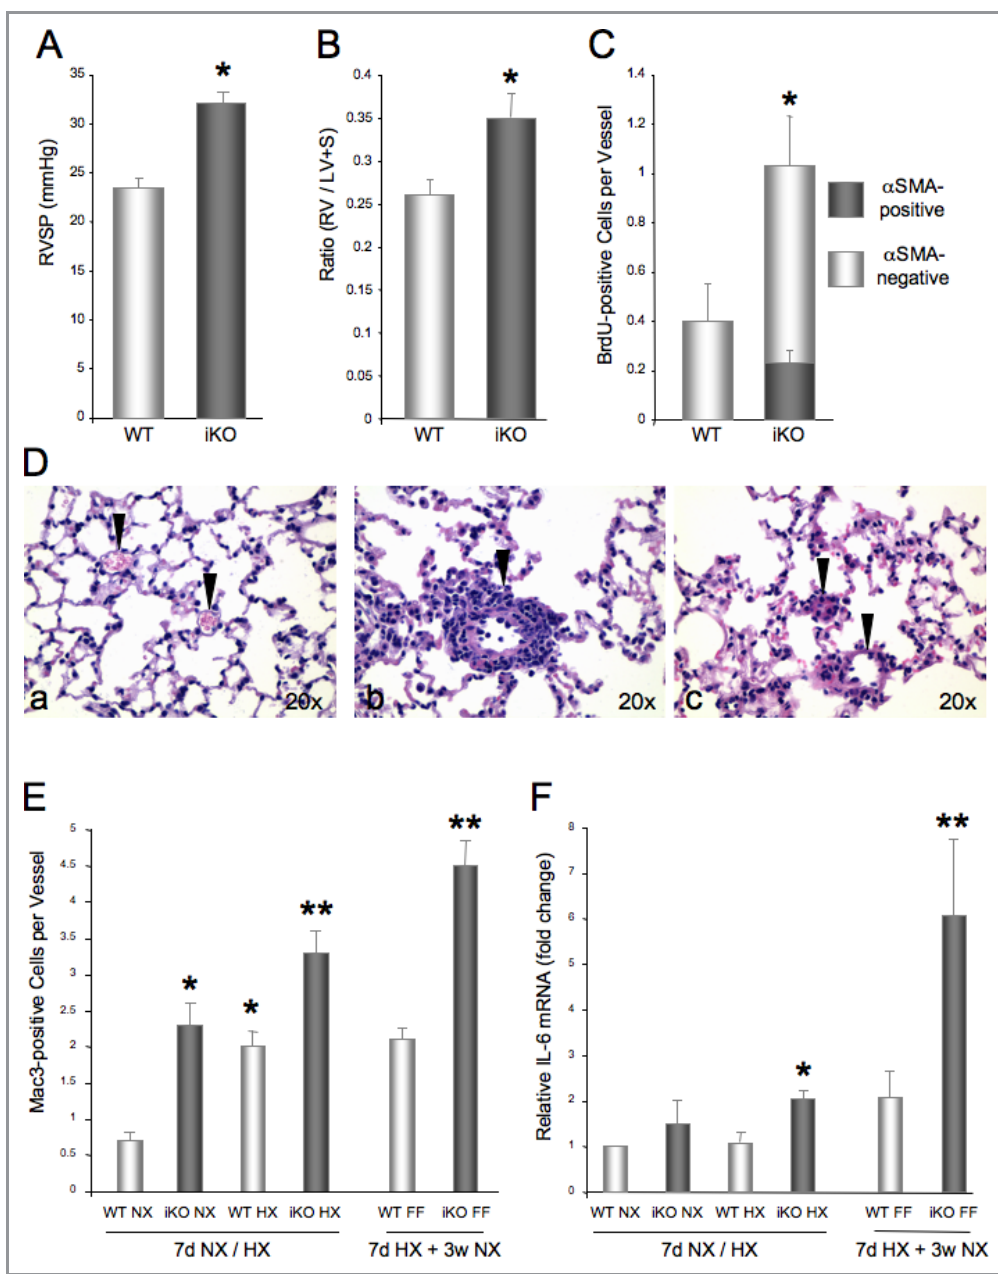 A
RVSP (mmHg)
35
30
25
20
15
10
5
0
*
WT
iKO
B
Ratio (RV / LV+S)
0.4
0.35
0.3
0.25
0.2
0.15
0.1
0.05
0
*
WT
iKO
C
BrdU-positive Cells per Vessel
1.4
1.2
1
0.8
0.6
0.4
0.2
0
*
WT
iKO
αSMA-
positive
αSMA-
negative
D
a
20x
b
20x
c
20x
E
Mac3-positive Cells per Vessel
5
4.5
4
3.5
3
2.5
2
1.5
1
0.5
0
*
*
**
**
WT NX
iKO NX
WT HX
iKO HX
WT FF
iKO FF
7d NX / HX
7d HX + 3w NX
F
Relative IL-6 mRNA (fold change)
8
7
6
5
4
3
2
1
0
*
**
WT NX
iKO NX
WT HX
iKO HX
WT FF
iKO FF
7d NX / HX
7d HX + 3w NX